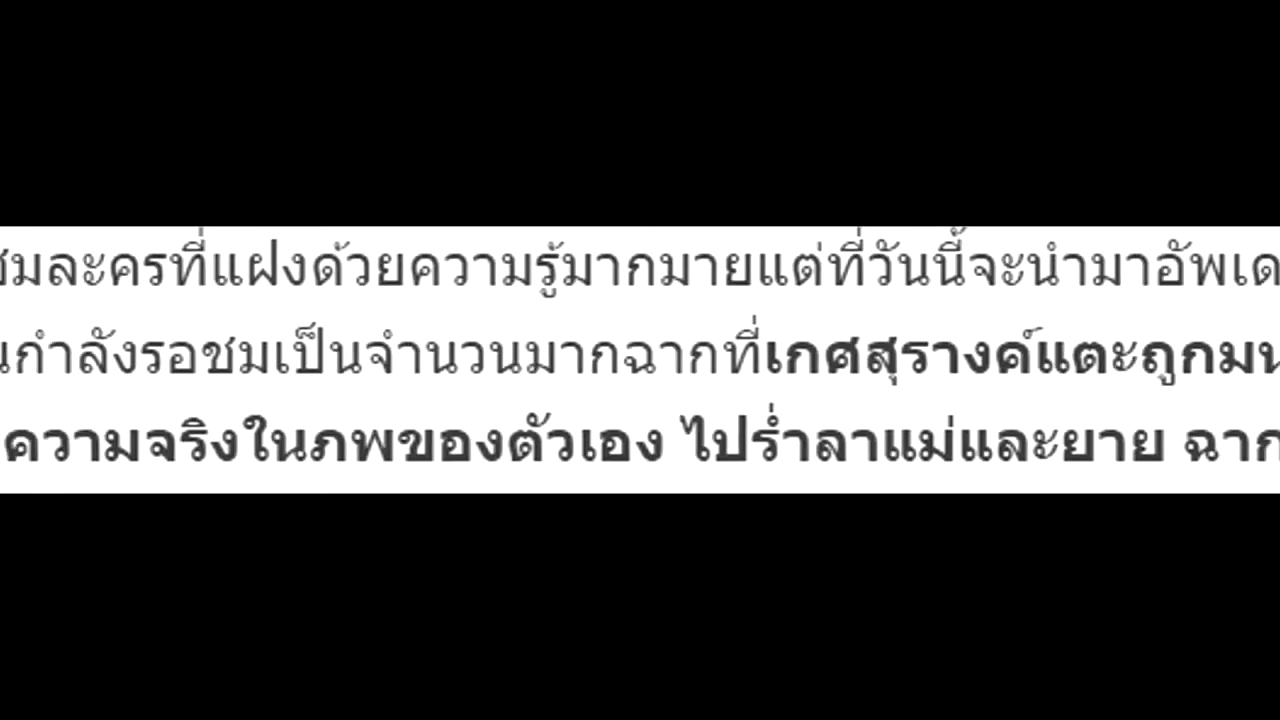 ชมละครที่แฝงด้วยความรู้มากมายแต่ที่วันนี้จะนำมาอัพเด
นกำลังรอชมเป็นจำนวนมากฉากที่เกศสุรางค์แตะถูกมน
ความจริงในภพของตัวเอง ไปร่ำลาแม่และยาย ฉาก